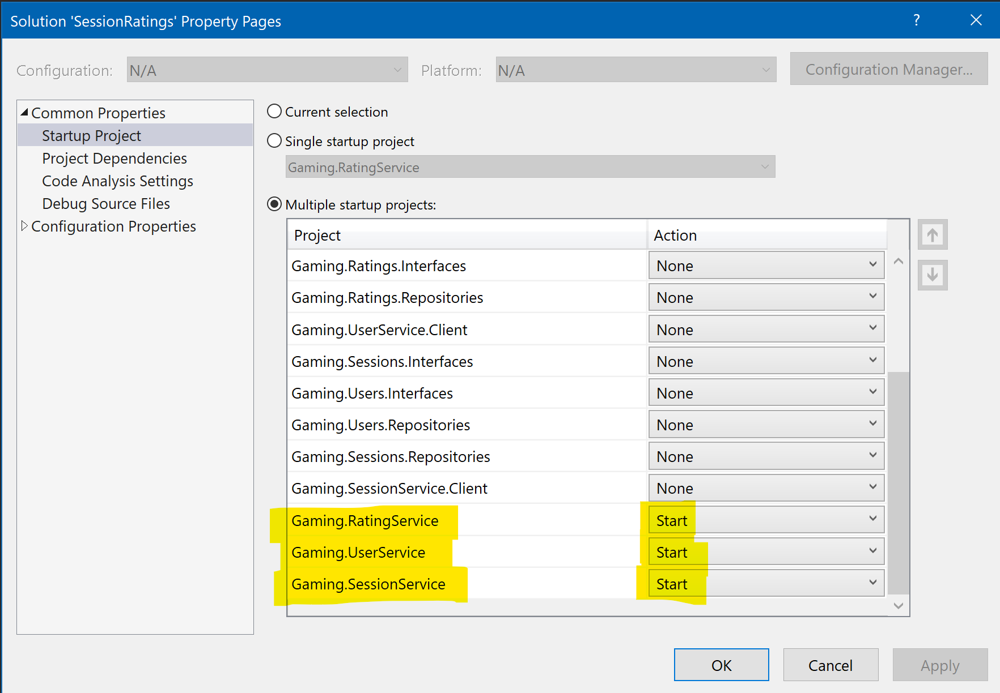 Solution 'SessionRatings' Property Pages ?
Configuration: N/A Platform: N/A Configuration Manager...
Common Properties
Startup Project
Project Dependencies
Code Analysis Settings
Debug Source Files
Configuration Properties
Current selection
Single startup project
Gaming.RatingService
Multiple startup projects:
Project Action
Gaming.Ratings.Interfaces None
Gaming.Ratings.Repositories None
Gaming.UserService.Client None
Gaming.Sessions.Interfaces None
Gaming.Users.Interfaces None
Gaming.Users.Repositories None
Gaming.Sessions.Repositories None
Gaming.SessionService.Client None
Gaming.RatingService Start
Gaming.UserService Start
Gaming.SessionService Start
OK Cancel Apply